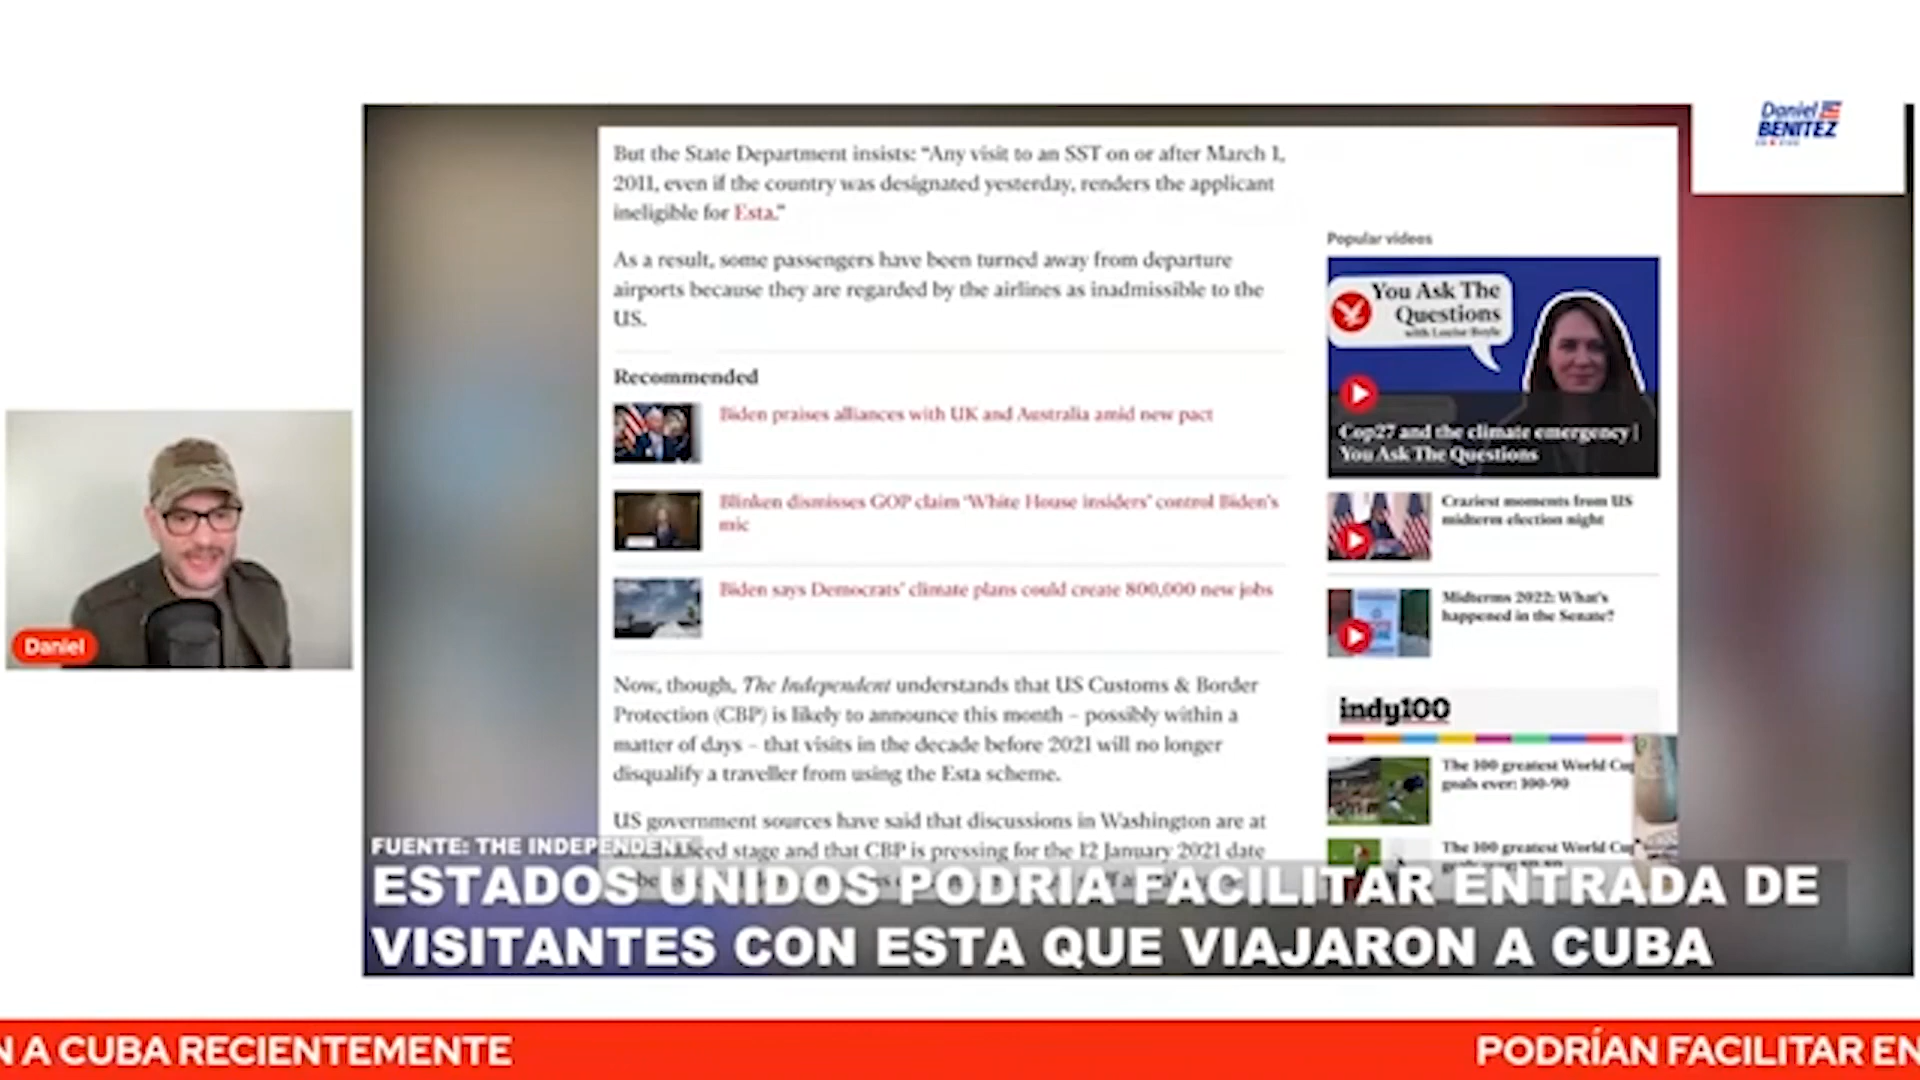 Daniel
BENITEZ
But the State Department insists: “Any visit to an SST on or after March 1,
2011, even if the country was designated yesterday, renders the applicant
ineligible for Esta.”
As a result, some passengers have been turned away from departure
airports because they are regarded by the airlines as inadmissible to the
US.
Recommended
Biden praises alliances with UK and Australia amid new pact
Blinken dismisses GOP claim ‘White House insiders’ control Biden’s
mic
Biden says Democrats’ climate plans could create 800,000 new jobs
Now, though, The Independent understands that US Customs & Border
Protection (CBP) is likely to announce this month – possibly within a
matter of days – that visits in the decade before 2021 will no longer
disqualify a traveller from using the Esta scheme.
US government sources have said that discussions in Washington are at
stage and that CBP is pressing for the 12 January 2021 date
Popular videos
You Ask The
Questions
with Louise Boyle
Cop27 and the climate emergency |
You Ask The Questions
Craziest moments from US
midterm election night
Midterms 2022: What’s
happened in the Senate?
indy100
The 100 greatest World Cup
goals ever: 100-90
The 100 greatest World Cup
Daniel
FUENTE: THE INDEPENDENT
ESTADOS UNIDOS PODRIA FACILITAR ENTRADA DE
VISITANTES CON ESTA QUE VIAJARON A CUBA
N A CUBA RECIENTEMENTE
PODRÍAN FACILITAR EN